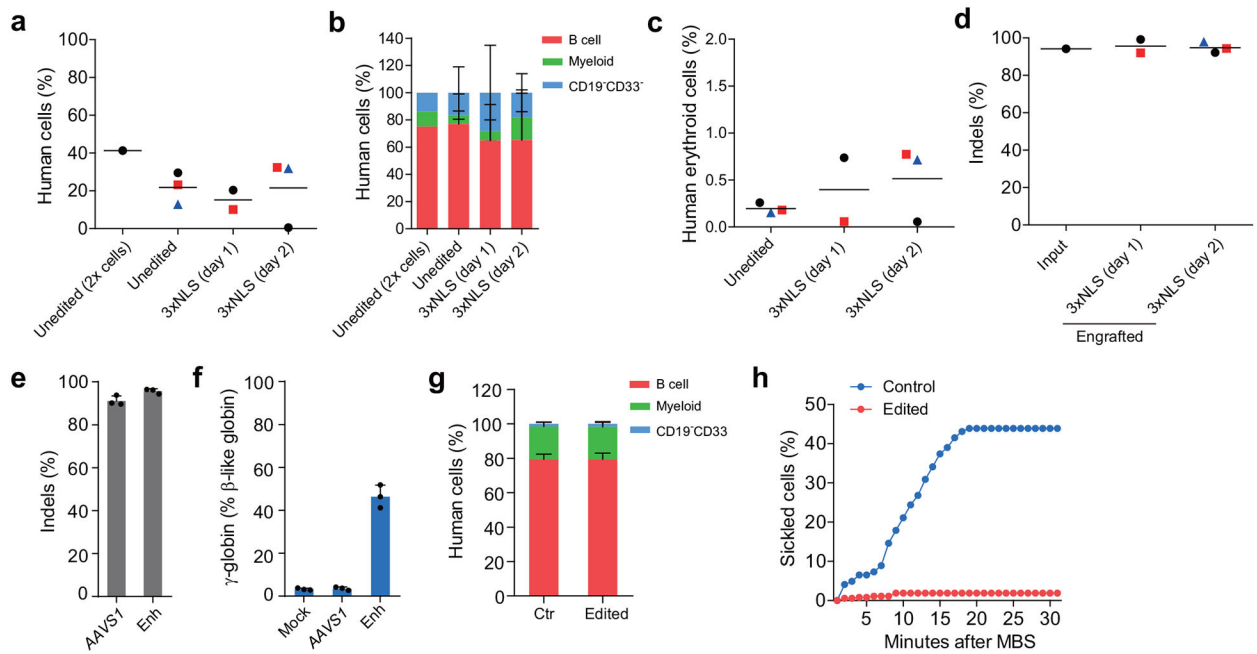 a
Human cells (%)
100
80
60
40
20
0
Unedited (2x cells)
Unedited
3xNLS (day 1)
3xNLS (day 2)
b
B cell
Myeloid
CD19⁻CD33⁻
Human cells (%)
140
120
100
80
60
40
20
0
Unedited (2x cells)
Unedited
3xNLS (day 1)
3xNLS (day 2)
c
Human erythroid cells (%)
2.0
1.5
1.0
0.5
0.0
Unedited
3xNLS (day 1)
3xNLS (day 2)
d
Indels (%)
100
80
60
40
20
0
Input
3xNLS (day 1)
3xNLS (day 2)
Engrafted
e
Indels (%)
100
80
60
40
20
0
AAVS1
Enh
f
γ-globin (% β-like globin)
100
80
60
40
20
0
Mock
AAVS1
Enh
g
B cell
Myeloid
CD19⁻CD33
Human cells (%)
120
100
80
60
40
20
0
Ctr
Edited
h
Control
Edited
Sickled cells (%)
50
40
30
20
10
0
5
10
15
20
25
30
Minutes after MBS